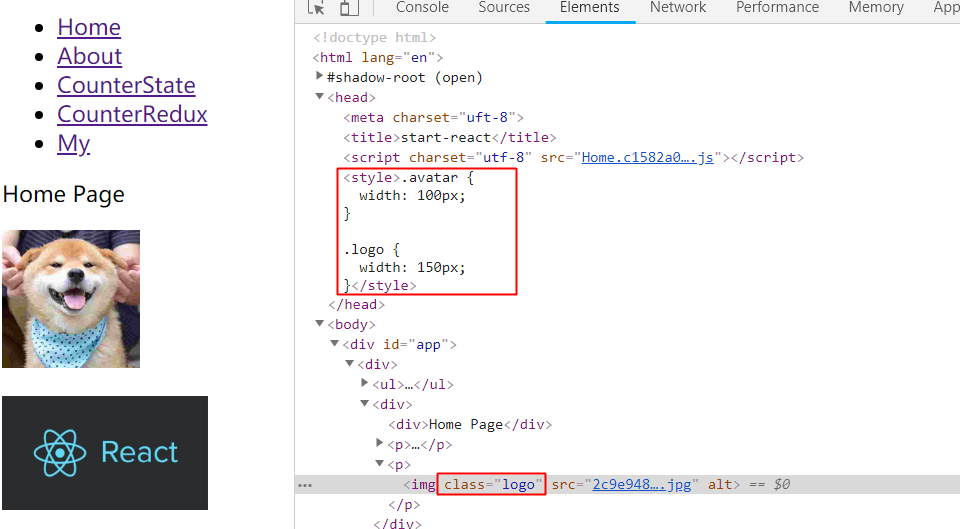 Home
About
CounterState
CounterRedux
My
Home Page
React
Console Sources Elements Network Performance Memory App
<!doctype html>
<html lang="en">
#shadow-root (open)
<head>
<meta charset="uft-8">
<title>start-react</title>
<script charset="utf-8" src="Home.c1582a0….js"></script>
<style>.avatar {
width: 100px;
}
.logo {
width: 150px;
}</style>
</head>
<body>
<div id="app">
<div>
<ul>…</ul>
<div>
<div>Home Page</div>
<p>…</p>
<p>
<img class="logo" src="2c9e948….jpg" alt> == $0
</p>
</div>